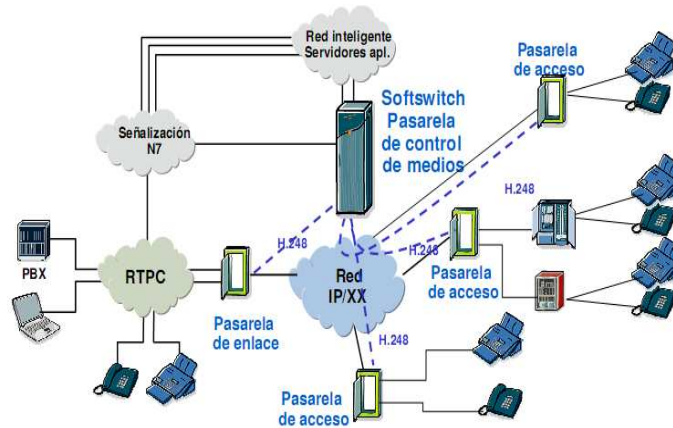 Red inteligente
Servidores apl.
Pasarela
de acceso
Softswitch
Pasarela
de control
de medios
Señalización
N7
H.248
H.248
H.248
PBX
RTPC
Red
IP/XX
Pasarela
de acceso
Pasarela
de enlace
H.248
Pasarela
de acceso